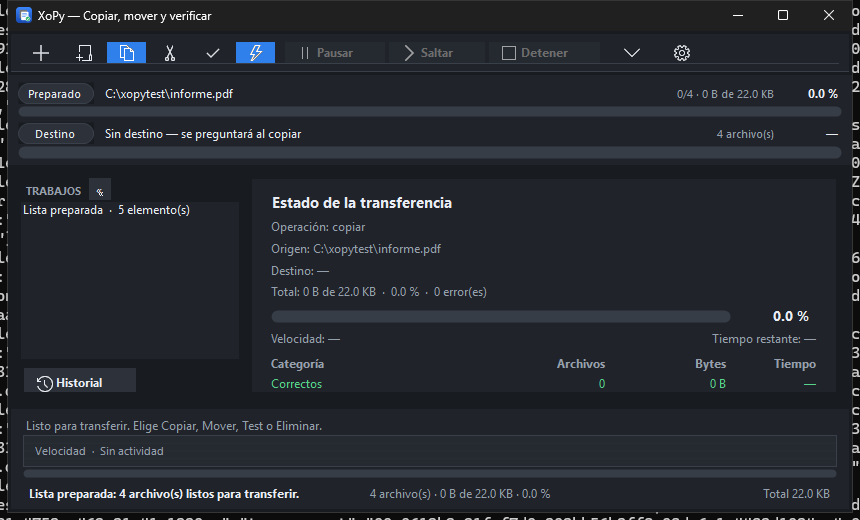 XoPy — Copiar, mover y verificar
Pausar Saltar Detener
Preparado C:\xopytest\informe.pdf 0/4 · 0 B de 22.0 KB 0.0 %
Destino Sin destino — se preguntará al copiar 4 archivo(s) —
TRABAJOS «
Lista preparada · 5 elemento(s)
Historial
Estado de la transferencia
Operación: copiar
Origen: C:\xopytest\informe.pdf
Destino: —
Total: 0 B de 22.0 KB · 0.0 % · 0 error(es)
0.0 %
Velocidad: — Tiempo restante: —
Categoría Archivos Bytes Tiempo
Correctos 0 0 B —
Listo para transferir. Elige Copiar, Mover, Test o Eliminar.
Velocidad · Sin actividad
Lista preparada: 4 archivo(s) listos para transferir. 4 archivo(s) · 0 B de 22.0 KB · 0.0 % Total 22.0 KB